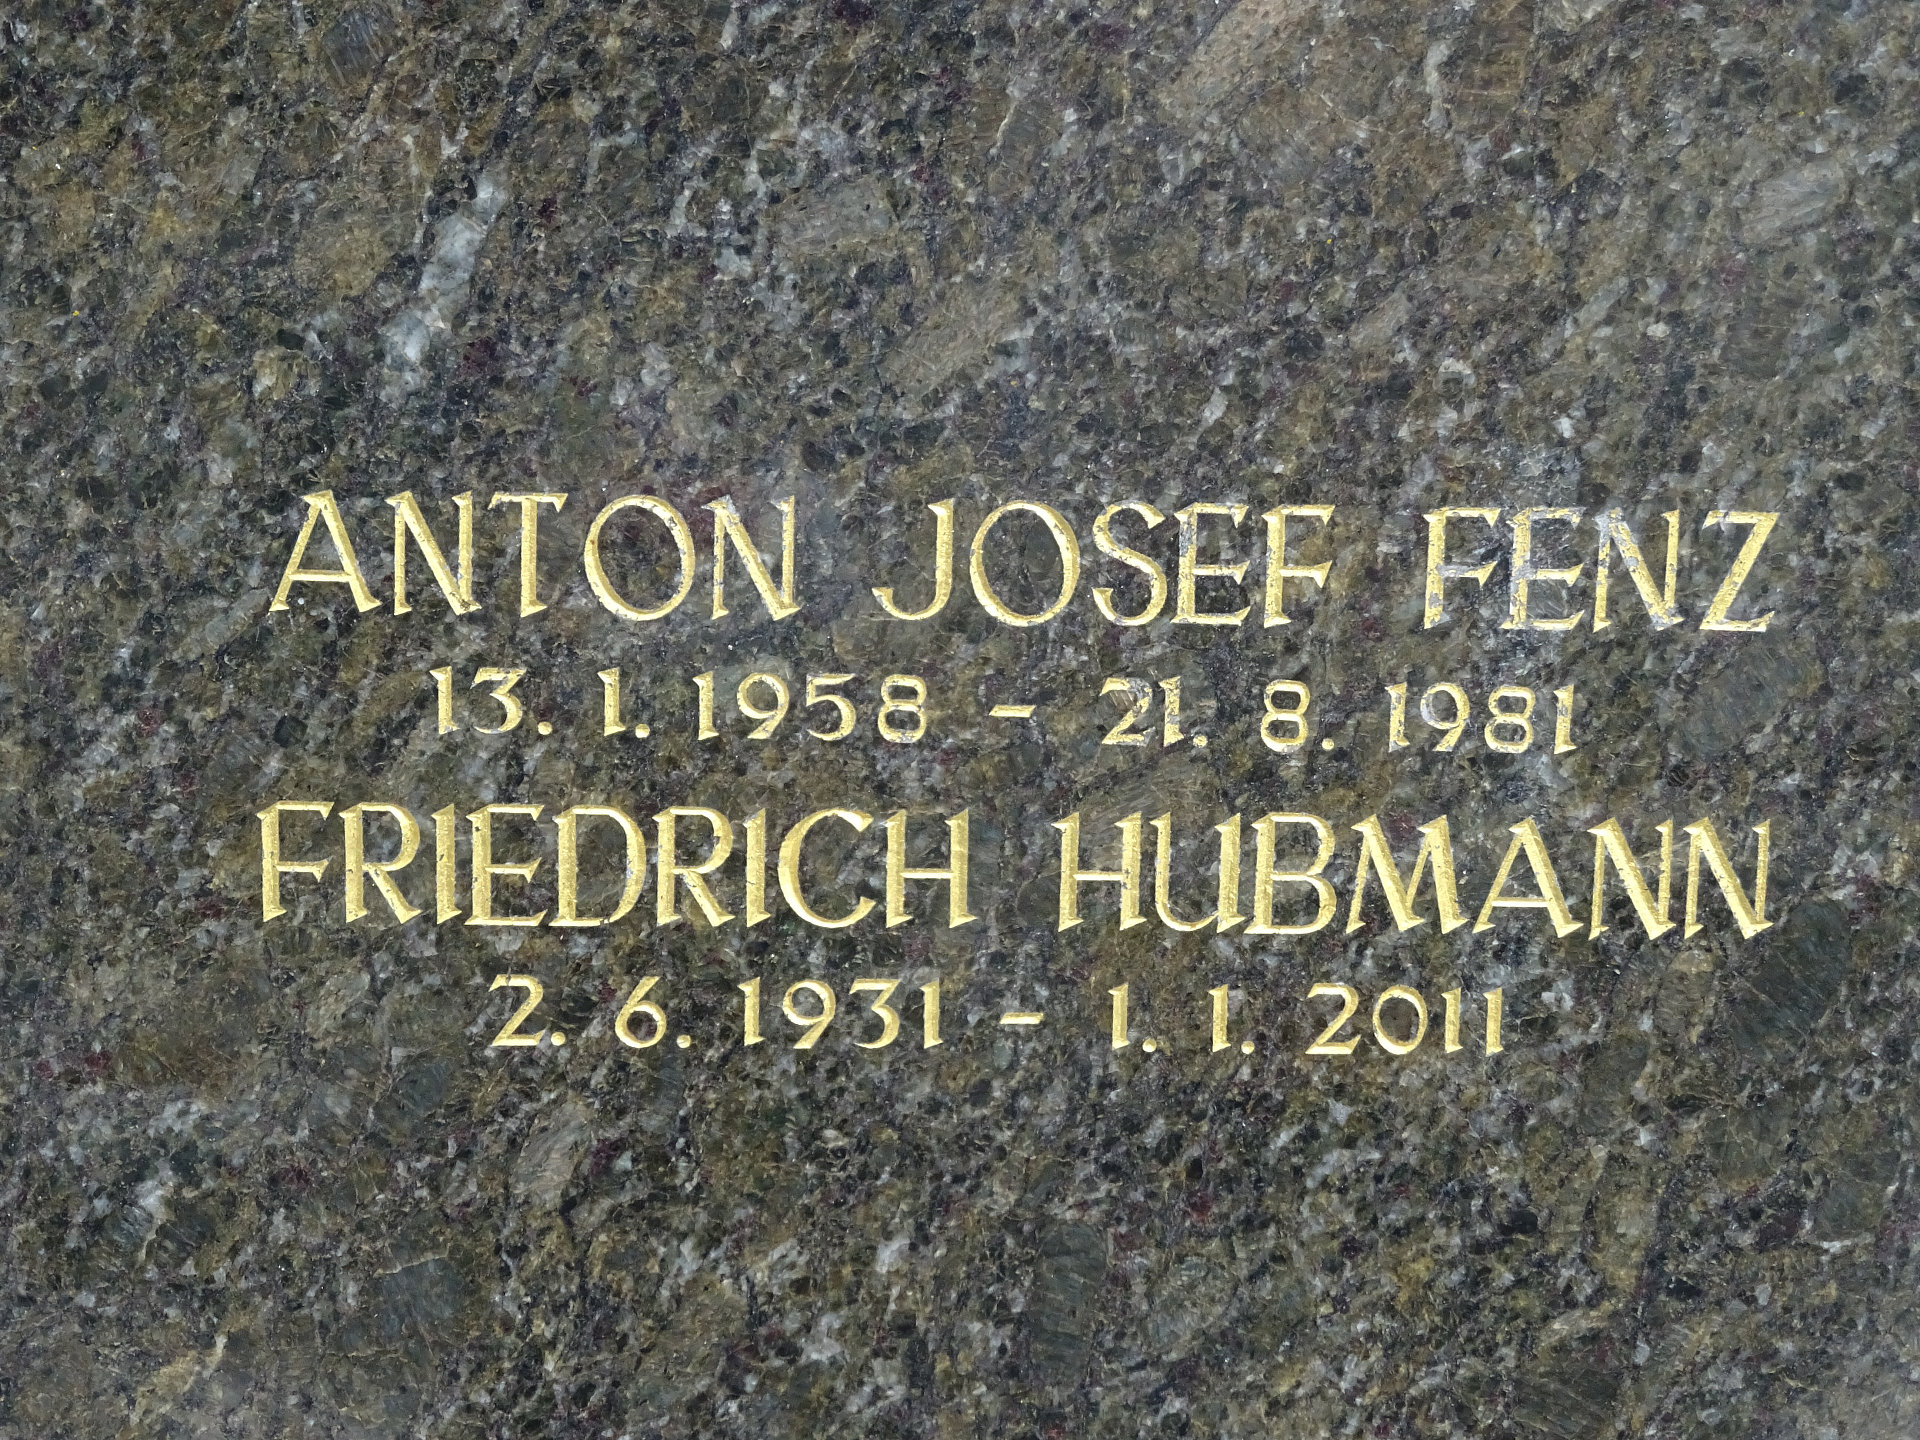 ANTON JOSEF FENZ
13. 1. 1958 - 21. 8. 1981
FRIEDRICH HUBMANN
2. 6. 1931 - 1. 1. 2011